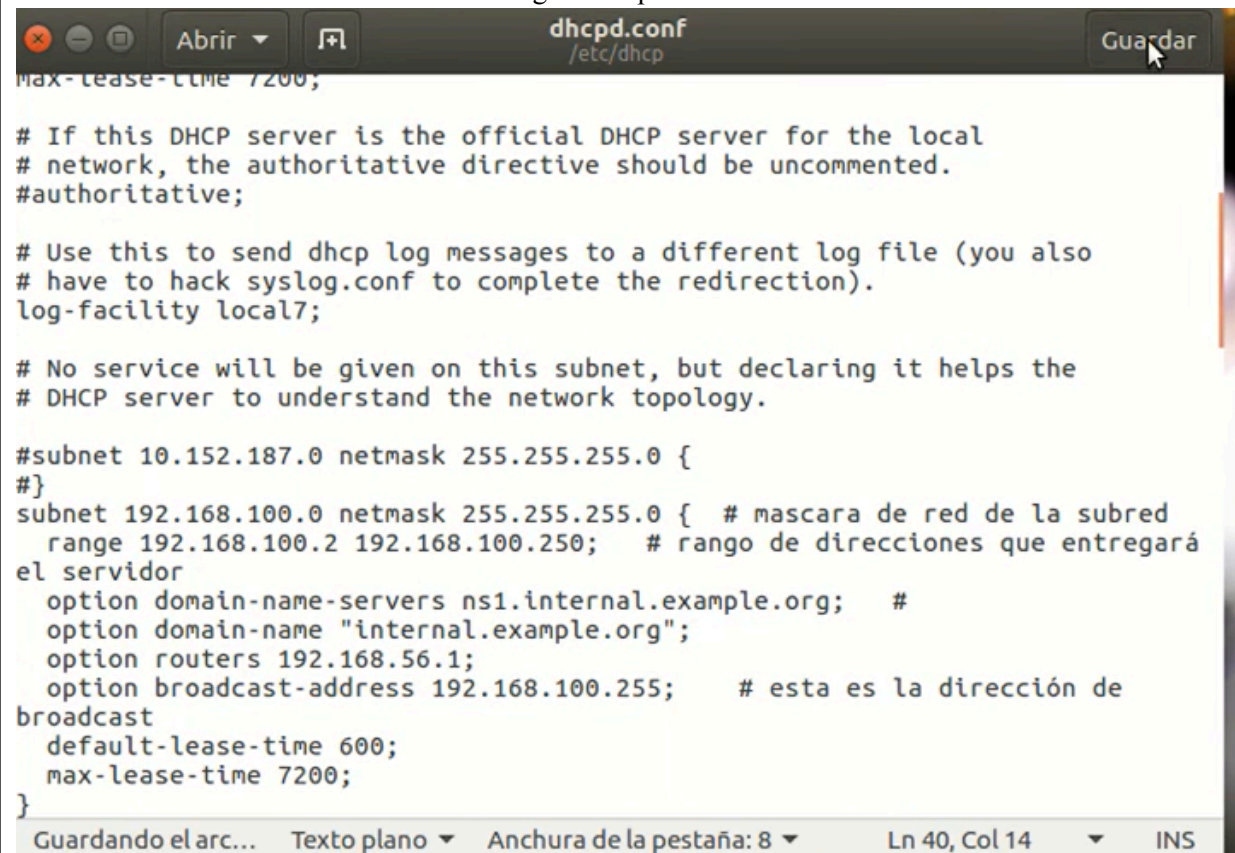 Abrir
dhcpd.conf
/etc/dhcp
Guardar
max-lease-time 7200;
# If this DHCP server is the official DHCP server for the local
# network, the authoritative directive should be uncommented.
#authoritative;
# Use this to send dhcp log messages to a different log file (you also
# have to hack syslog.conf to complete the redirection).
log-facility local7;
# No service will be given on this subnet, but declaring it helps the
# DHCP server to understand the network topology.
#subnet 10.152.187.0 netmask 255.255.255.0 {
#}
subnet 192.168.100.0 netmask 255.255.255.0 {  # mascara de red de la subred
  range 192.168.100.2 192.168.100.250;   # rango de direcciones que entregará
el servidor
  option domain-name-servers ns1.internal.example.org;   #
  option domain-name "internal.example.org";
  option routers 192.168.56.1;
  option broadcast-address 192.168.100.255;    # esta es la dirección de
broadcast
  default-lease-time 600;
  max-lease-time 7200;
}
Guardando el arc... Texto plano Anchura de la pestaña: 8 Ln 40, Col 14 INS